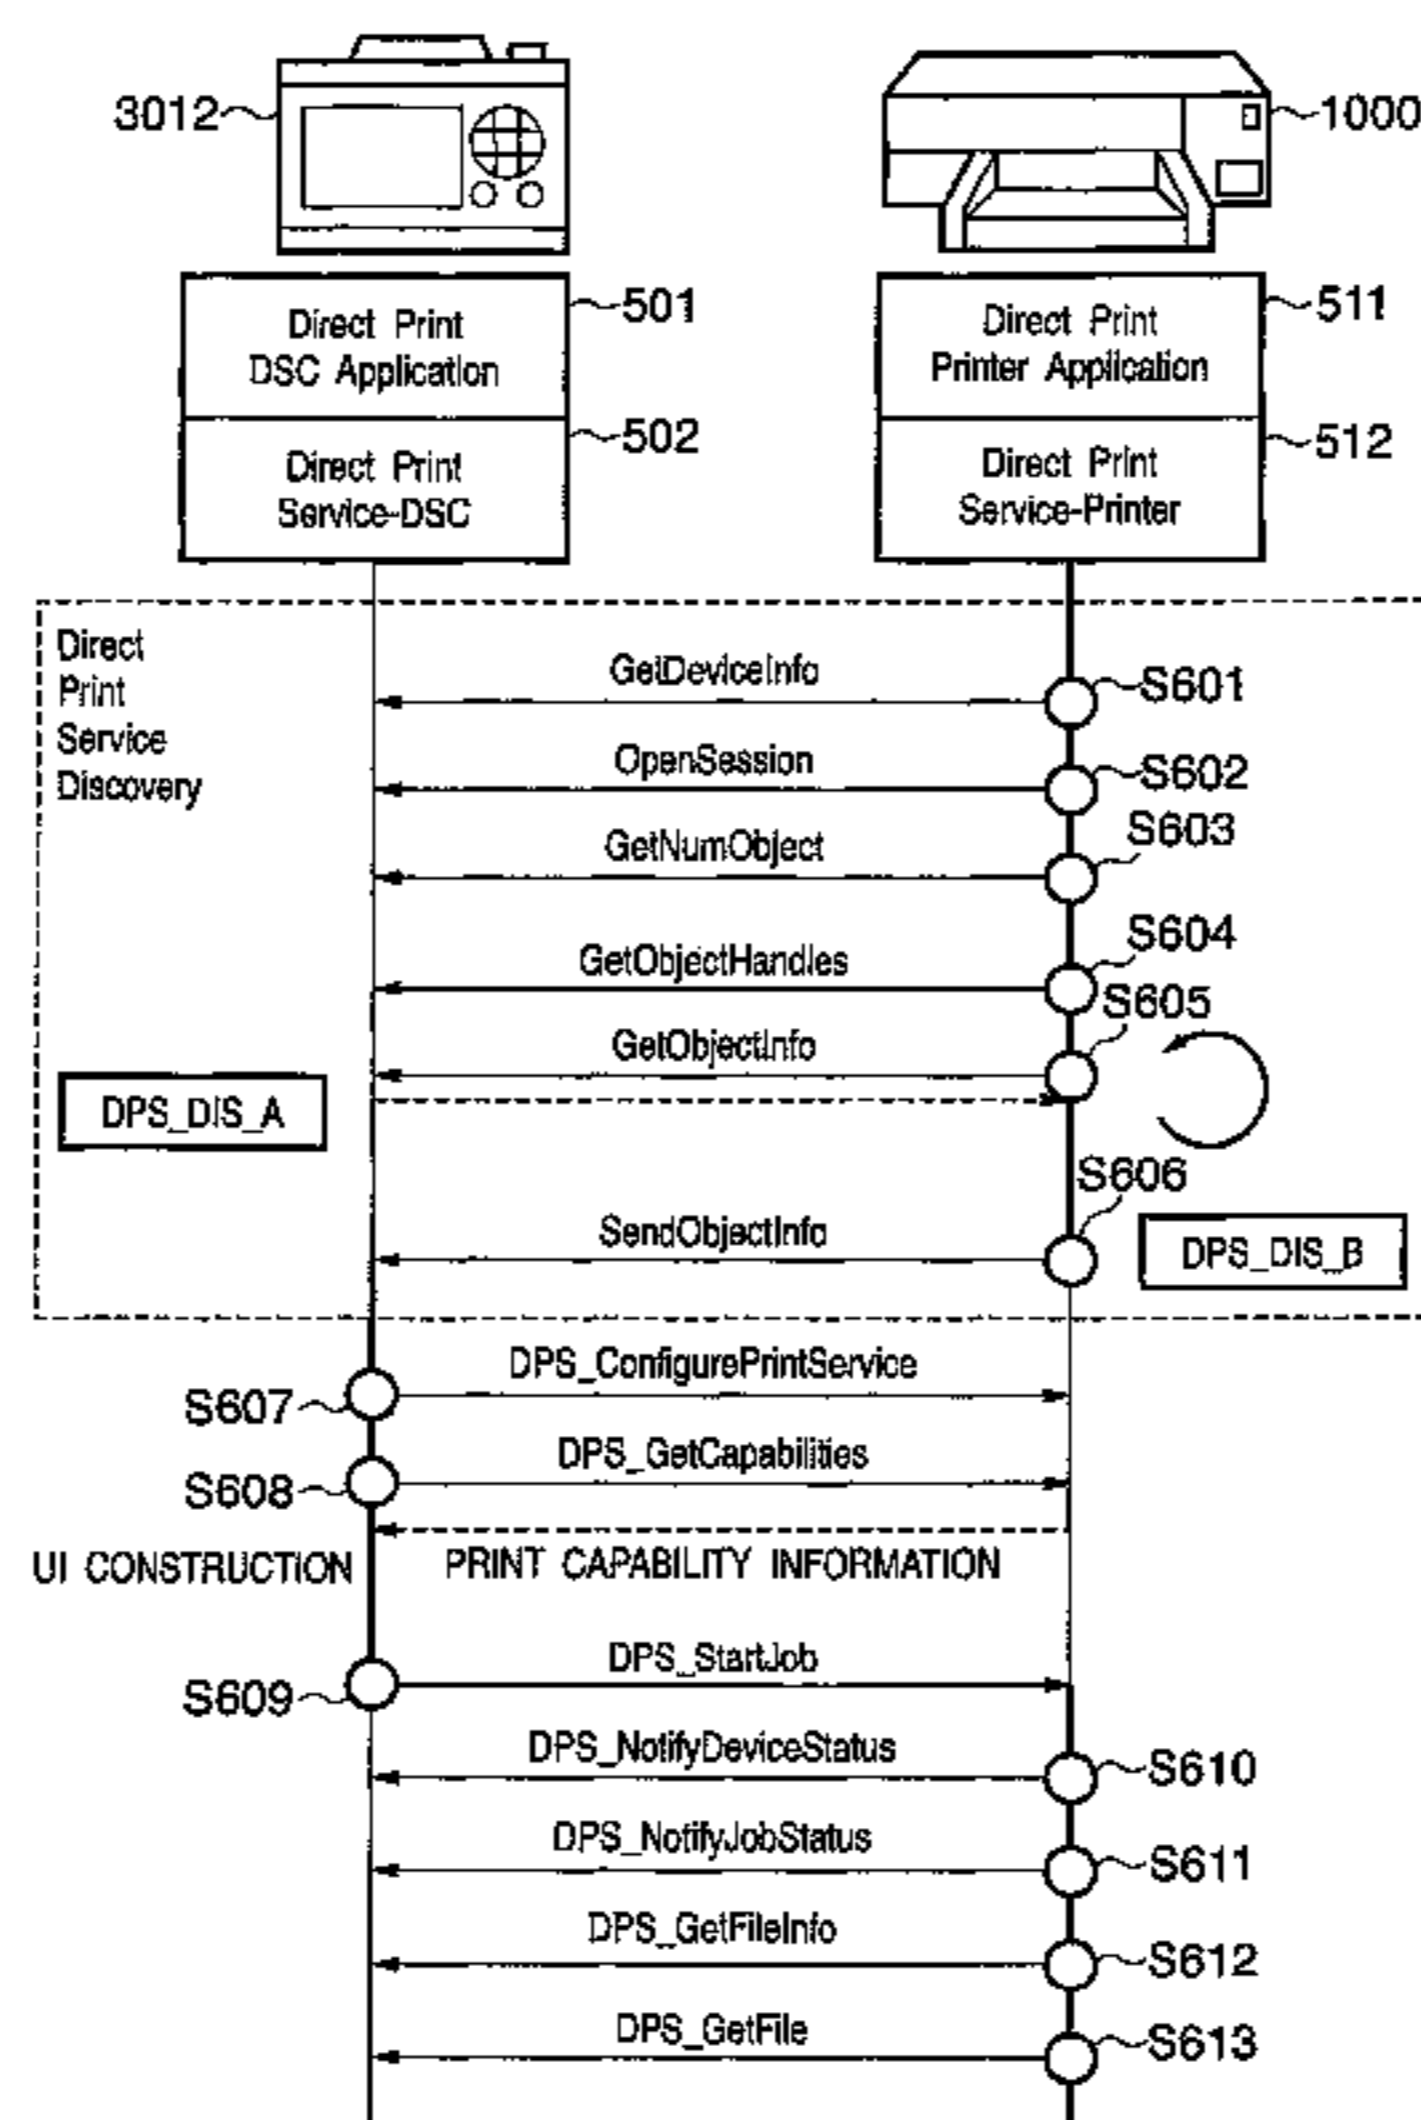 3012
1000
Direct Print
DSC Application
501
Direct Print
Service-DSC
502
Direct Print
Printer Application
511
Direct Print
Service-Printer
512
Direct
Print
Service
Discovery
GetDeviceInfo
S601
OpenSession
S602
GetNumObject
S603
GetObjectHandles
S604
GetObjectInfo
S605
DPS_DIS_A
SendObjectInfo
S606
DPS_DIS_B
DPS_ConfigurePrintService
S607
DPS_GetCapabilities
S608
UI CONSTRUCTION
PRINT CAPABILITY INFORMATION
DPS_StartJob
S609
DPS_NotifyDeviceStatus
S610
DPS_NotifyJobStatus
S611
DPS_GetFileInfo
S612
DPS_GetFile
S613